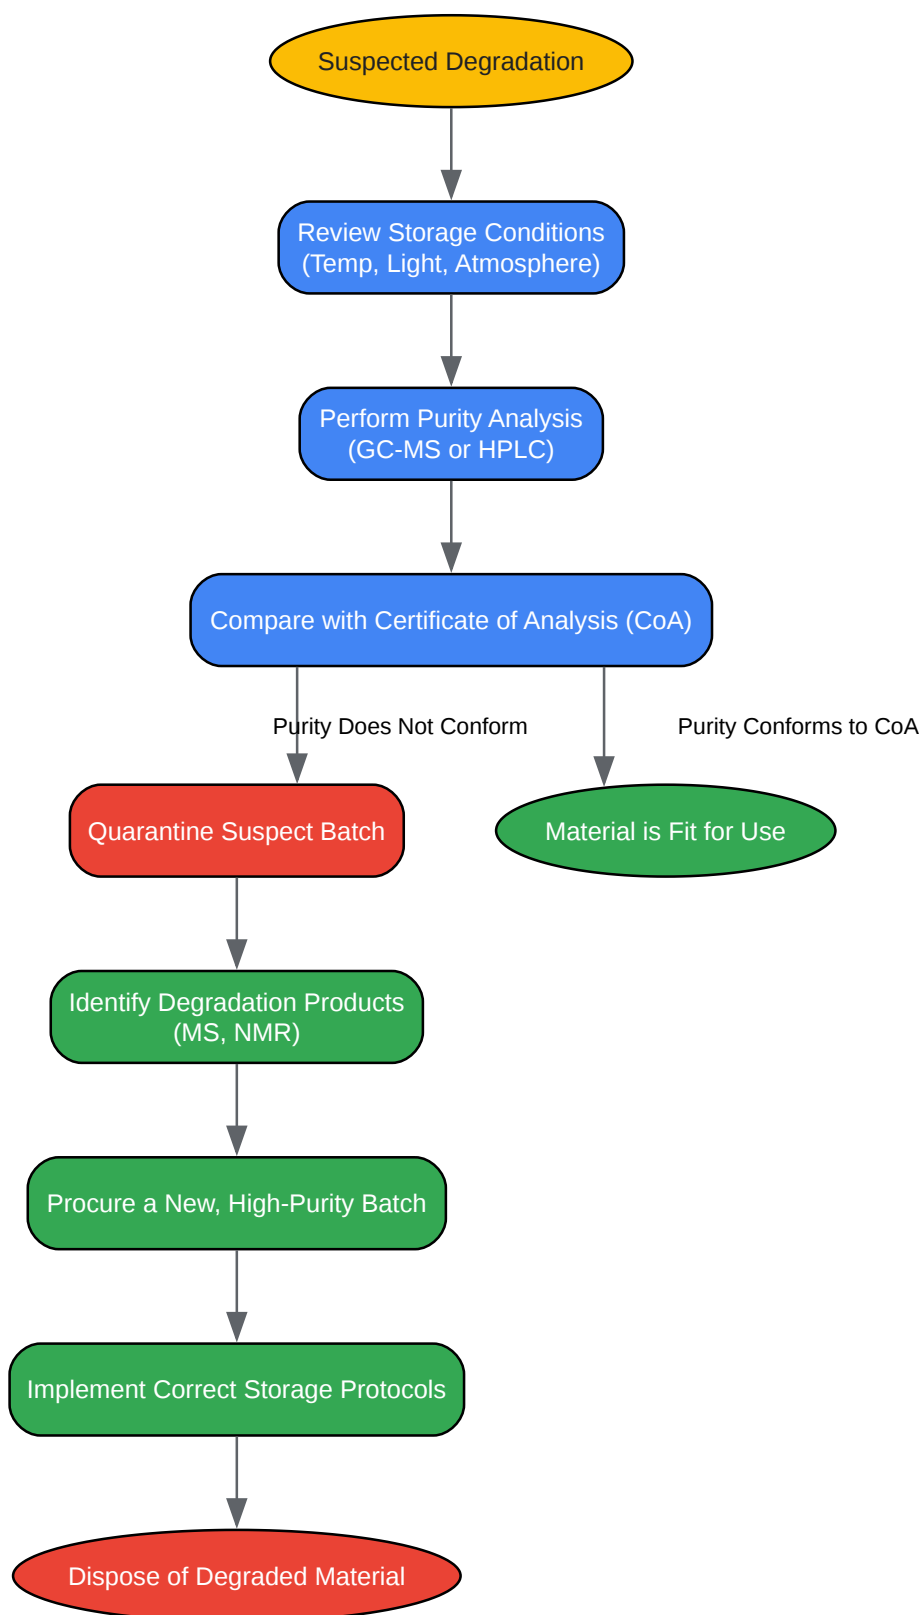 Suspected Degradation
Review Storage Conditions
(Temp, Light, Atmosphere)
Perform Purity Analysis
(GC-MS or HPLC)
Compare with Certificate of Analysis (CoA)
Purity Does Not Conform
Purity Conforms to CoA
Quarantine Suspect Batch
Material is Fit for Use
Identify Degradation Products
(MS, NMR)
Procure a New, High-Purity Batch
Implement Correct Storage Protocols
Dispose of Degraded Material